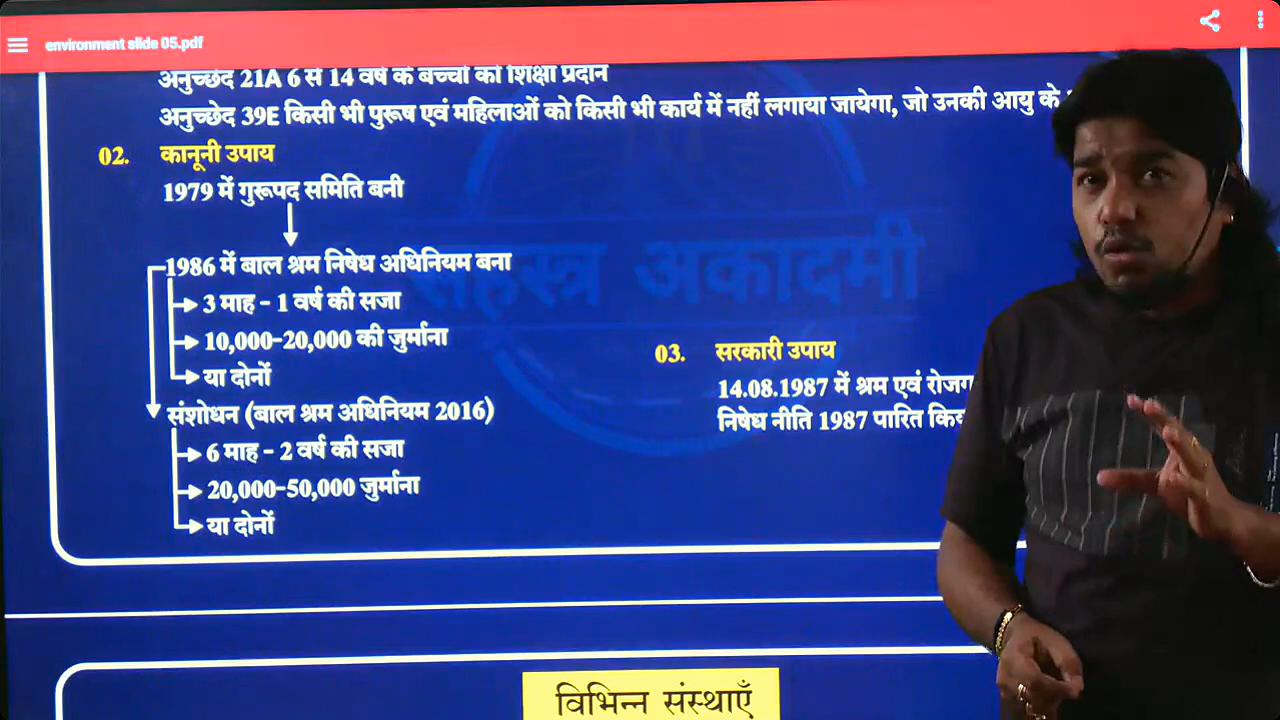 environment slide 05.pdf
अनुच्छेद 21A 6 से 14 वर्ष के बच्चों को शिक्षा प्रदान
अनुच्छेद 39E किसी भी पुरूष एवं महिलाओं को किसी भी कार्य में नहीं लगाया जायेगा, जो उनकी आयु के
02. कानूनी उपाय
1979 में गुरूपद समिति बनी
1986 में बाल श्रम निषेध अधिनियम बना
3 माह - 1 वर्ष की सजा
10,000-20,000 की जुर्माना
या दोनों
संशोधन (बाल श्रम अधिनियम 2016)
6 माह - 2 वर्ष की सजा
20,000-50,000 जुर्माना
या दोनों
सहस्त्र अकादमी
03. सरकारी उपाय
14.08.1987 में श्रम एवं
निषेध नीति 1987 पारित
विभिन्न संस्थाएँ